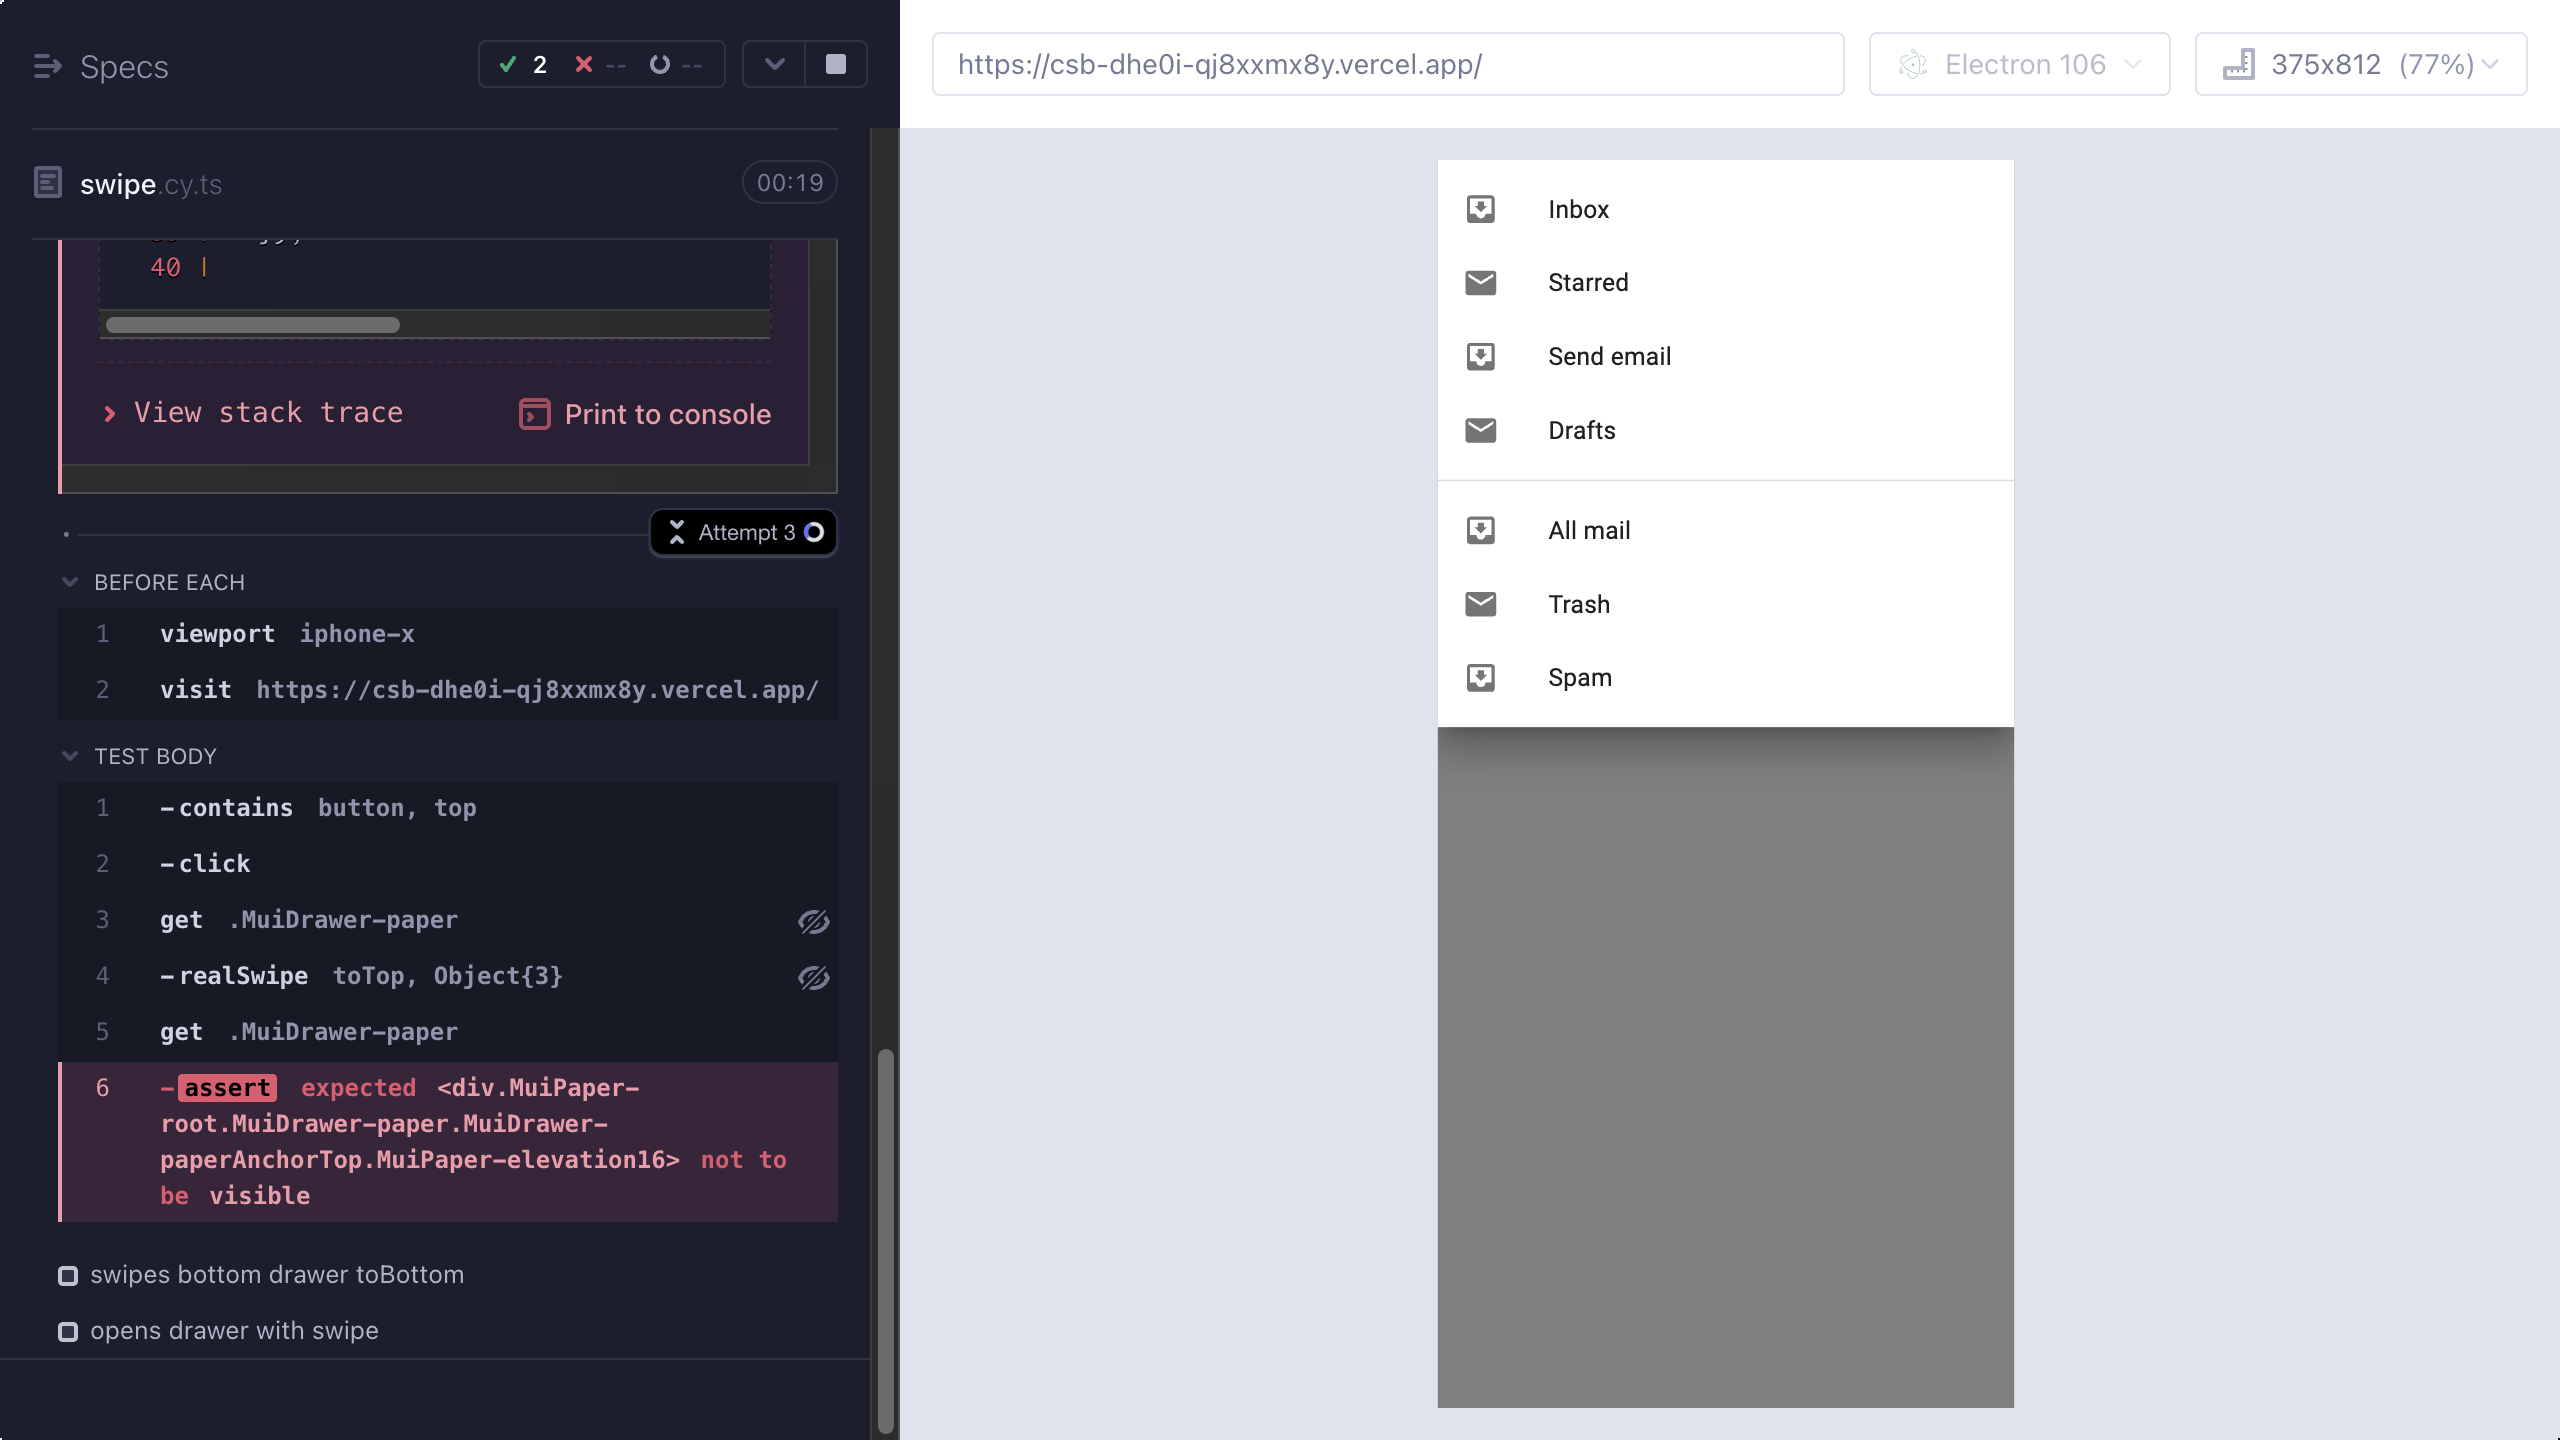 Specs
2
--
--
swipe.cy.ts
00:19
40 |
View stack trace
Print to console
Attempt 3
BEFORE EACH
1 viewport iphone-x
2 visit https://csb-dhe0i-qj8xxmx8y.vercel.app/
TEST BODY
1 -contains button, top
2 -click
3 get .MuiDrawer-paper
4 -realSwipe toTop, Object{3}
5 get .MuiDrawer-paper
6 -assert expected <div.MuiPaper-
root.MuiDrawer-paper.MuiDrawer-
paperAnchorTop.MuiPaper-elevation16> not to
be visible
swipes bottom drawer toBottom
opens drawer with swipe
https://csb-dhe0i-qj8xxmx8y.vercel.app/
Electron 106
375x812 (77%)
Inbox
Starred
Send email
Drafts
All mail
Trash
Spam